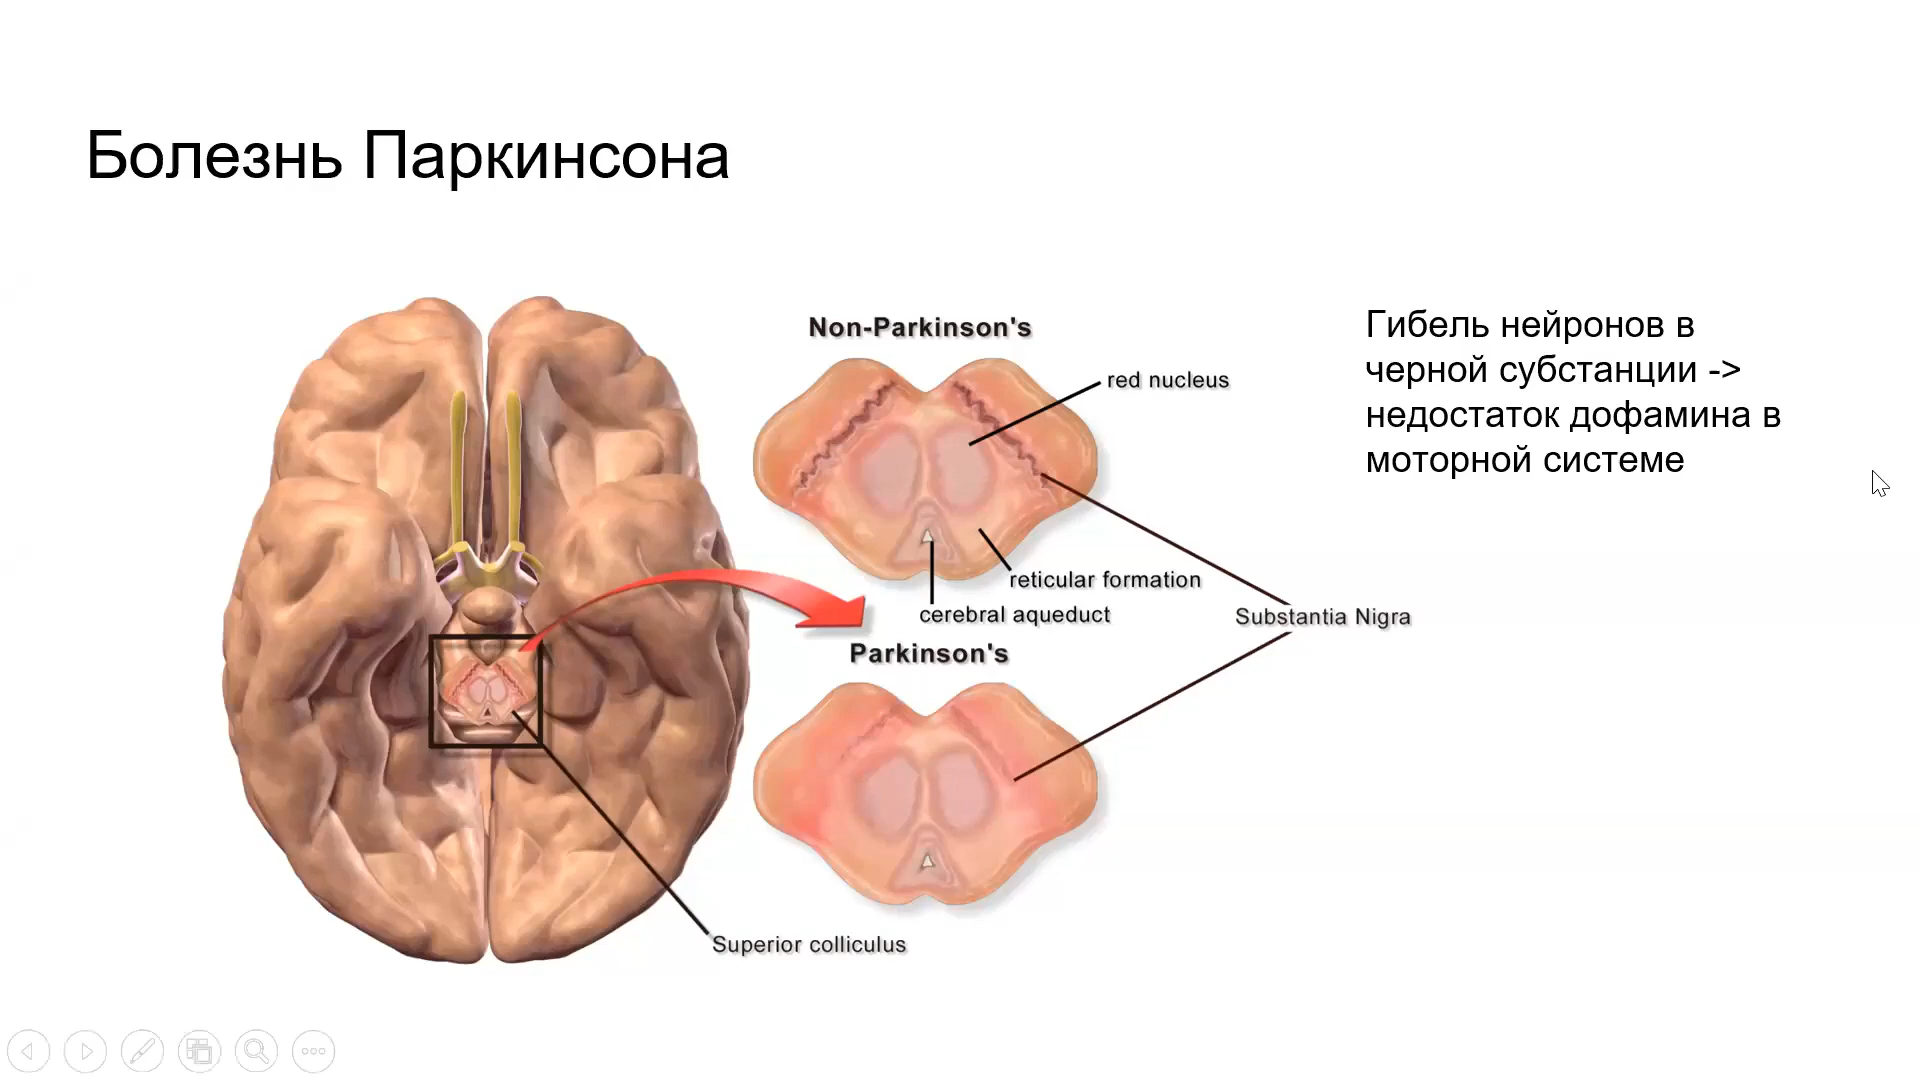 Болезнь Паркинсона
Non-Parkinson's
red nucleus
reticular formation
cerebral aqueduct
Substantia Nigra
Parkinson's
Superior colliculus
Гибель нейронов в
черной субстанции ->
недостаток дофамина в
моторной системе